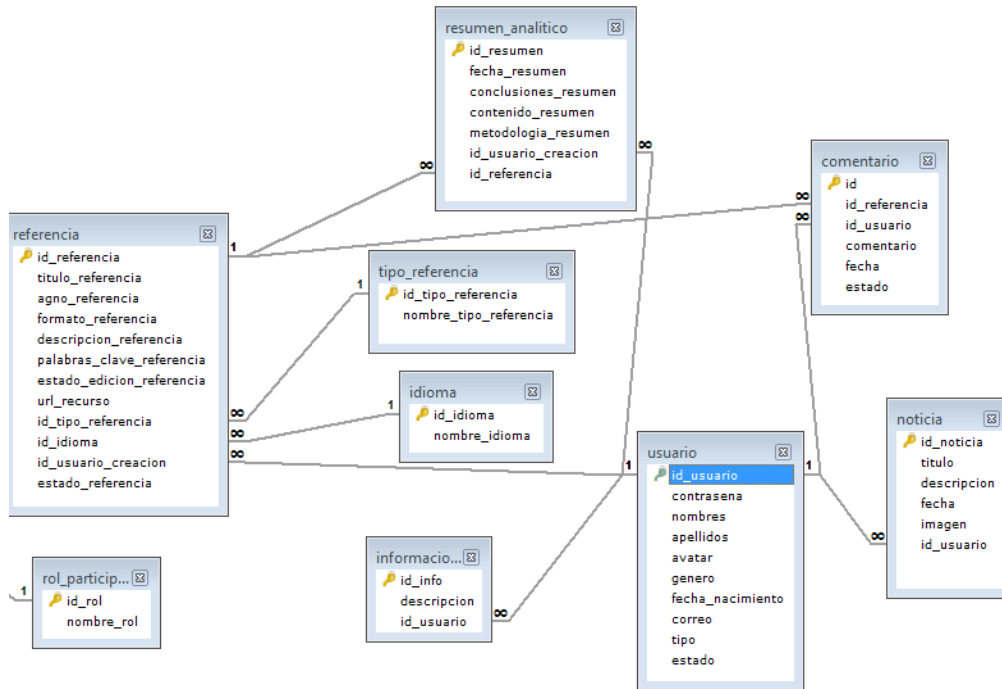 resumen_analitico
id_resumen
fecha_resumen
conclusiones_resumen
contenido_resumen
metodologia_resumen
id_usuario_creacion
id_referencia
∞
∞
comentario
id
id_referencia
id_usuario
comentario
fecha
estado
∞
∞
referencia
1
id_referencia
titulo_referencia
agno_referencia
formato_referencia
descripcion_referencia
palabras_clave_referencia
estado_edicion_referencia
url_recurso
id_tipo_referencia
id_idioma
id_usuario_creacion
estado_referencia
∞
∞
∞
tipo_referencia
1
id_tipo_referencia
nombre_tipo_referencia
idioma
1
id_idioma
nombre_idioma
usuario
1
1
id_usuario
contrasena
nombres
apellidos
avatar
genero
fecha_nacimiento
correo
tipo
estado
noticia
id_noticia
titulo
descripcion
fecha
imagen
id_usuario
∞
informacio...
id_info
descripcion
id_usuario
∞
rol_particip...
1
id_rol
nombre_rol